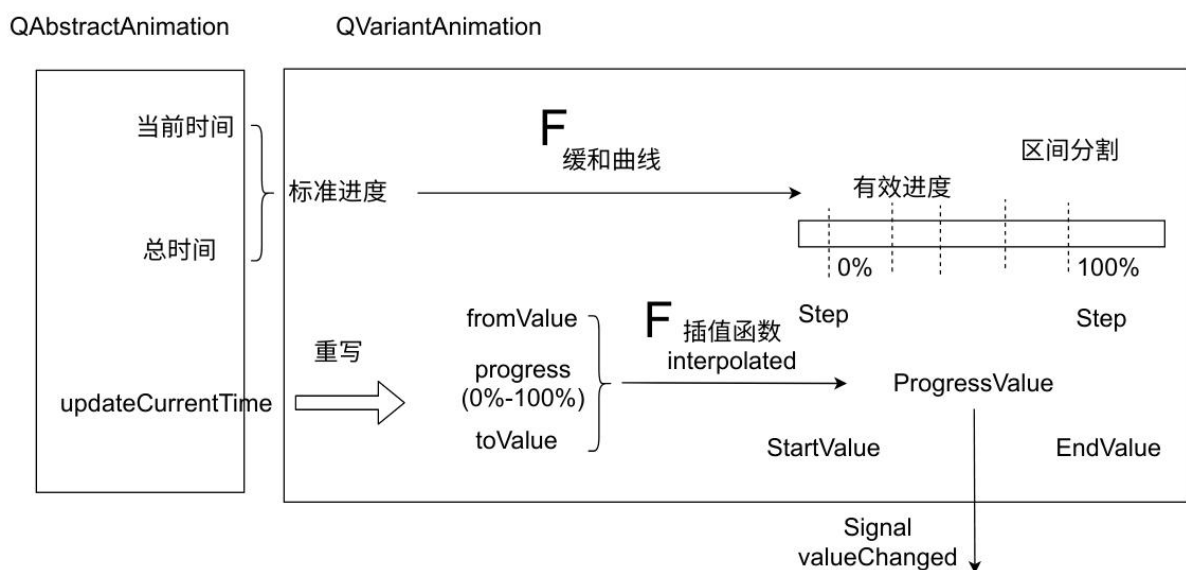 QAbstractAnimation
QVariantAnimation
当前时间
总时间
标准进度
F
缓和曲线
区间分割
有效进度
0%
100%
Step
Step
updateCurrentTime
重写
fromValue
progress
(0%-100%)
toValue
F 插值函数
interpolated
ProgressValue
StartValue
EndValue
Signal
valueChanged